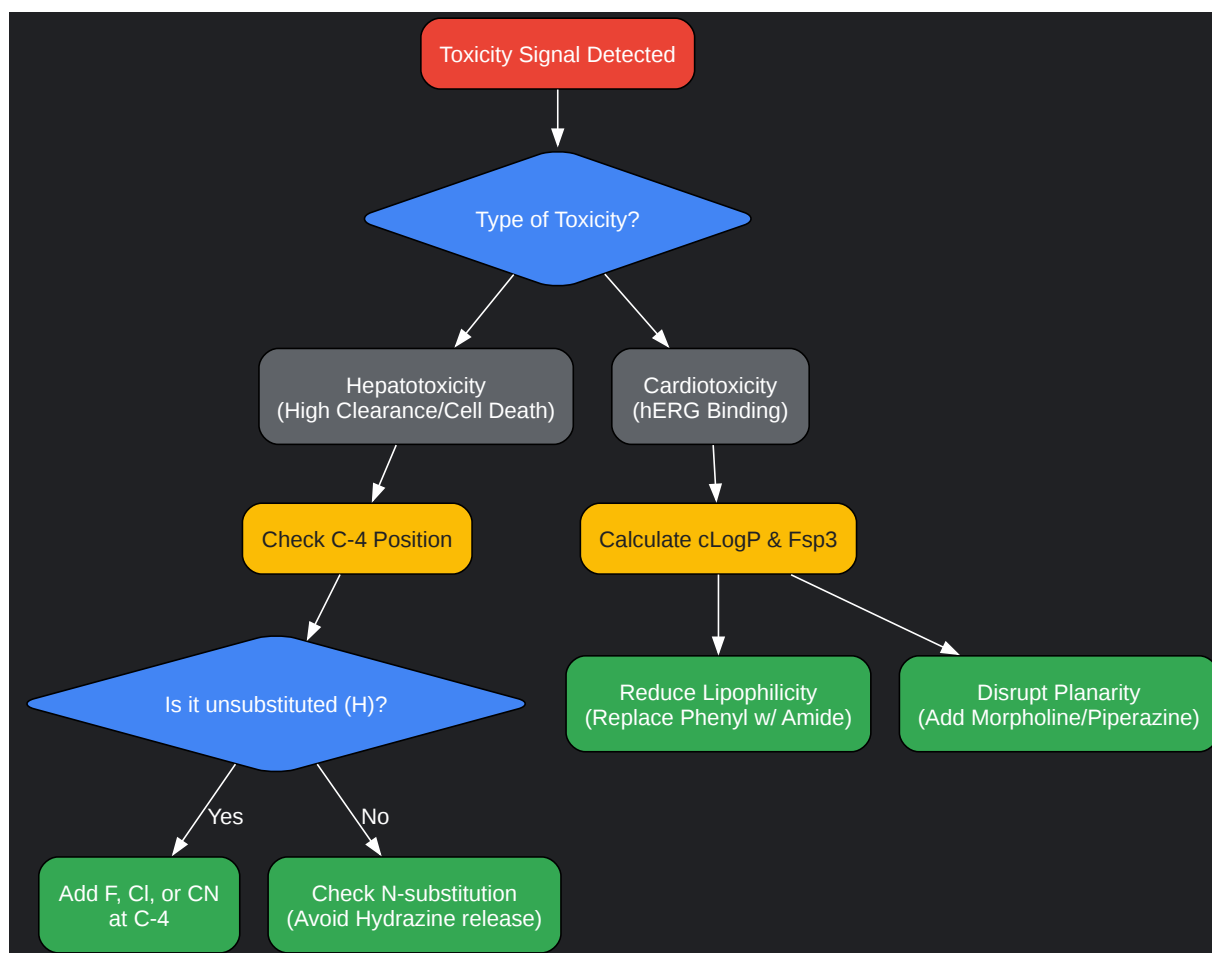 Toxicity Signal Detected
Type of Toxicity?
Hepatotoxicity
(High Clearance/Cell Death)
Cardiotoxicity
(hERG Binding)
Check C-4 Position
Calculate cLogP & Fsp3
Is it unsubstituted (H)?
Reduce Lipophilicity
(Replace Phenyl w/ Amide)
Disrupt Planarity
(Add Morpholine/Piperazine)
Yes
No
Add F, Cl, or CN
at C-4
Check N-substitution
(Avoid Hydrazine release)